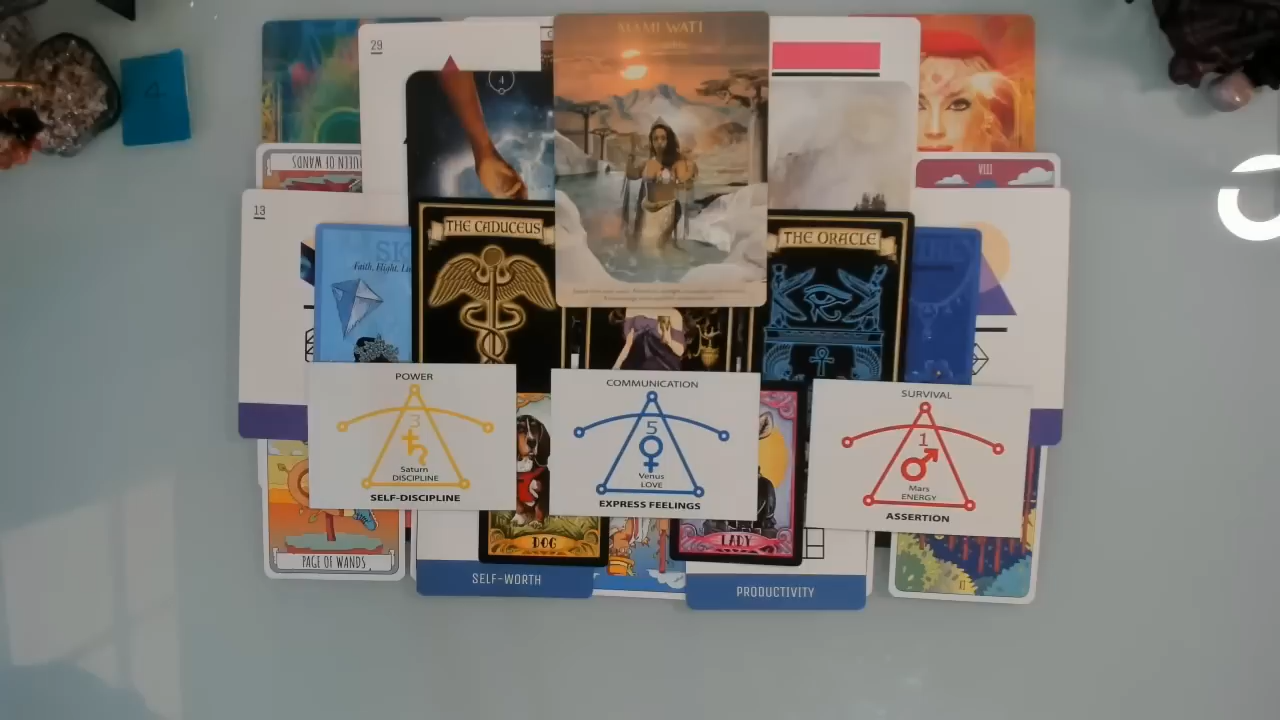 MAMI WATI
29
4
4
QUEEN OF WANDS
VIII
13
SK
Faith, Flight, Li
THE CADUCEUS
THE ORACLE
POWER
3
Saturn
DISCIPLINE
SELF-DISCIPLINE
COMMUNICATION
5
Venus
LOVE
EXPRESS FEELINGS
SURVIVAL
1
Mars
ENERGY
ASSERTION
PAGE OF WANDS
DOG
LADY
SELF-WORTH
PRODUCTIVITY